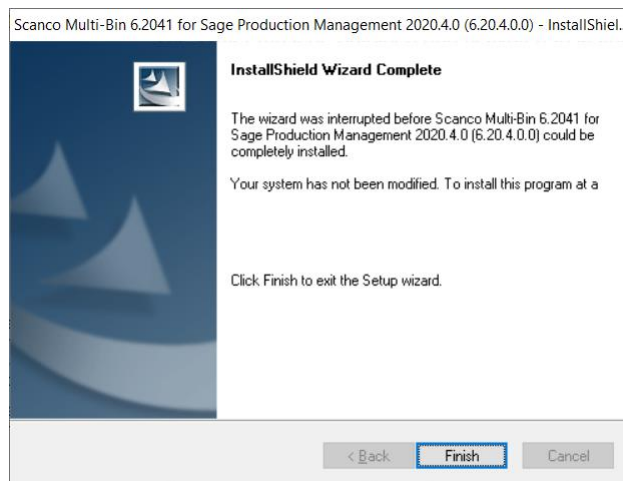 Scanco Multi-Bin 6.2041 for Sage Production Management 2020.4.0 (6.20.4.0.0) - InstallShiel...
InstallShield Wizard Complete
The wizard was interrupted before Scanco Multi-Bin 6.2041 for
Sage Production Management 2020.4.0 (6.20.4.0.0) could be
completely installed.
Your system has not been modified. To install this program at a
Click Finish to exit the Setup wizard.
< Back Finish Cancel